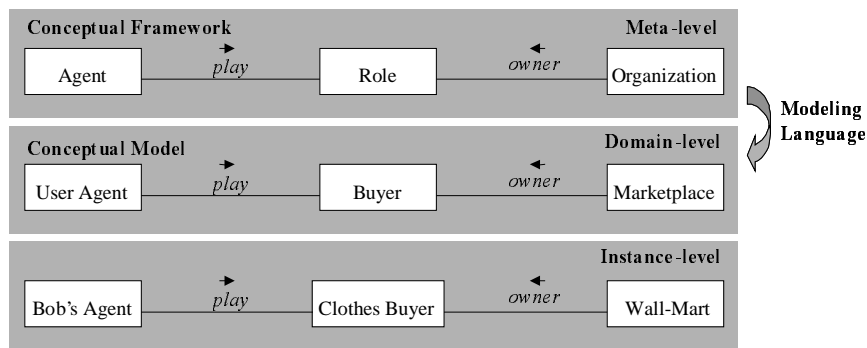 Conceptual Framework
Meta-level
play
owner
Agent
Role
Organization
Modeling
Language
Conceptual Model
Domain-level
play
owner
User Agent
Buyer
Marketplace
Instance-level
play
owner
Bob's Agent
Clothes Buyer
Wall-Mart